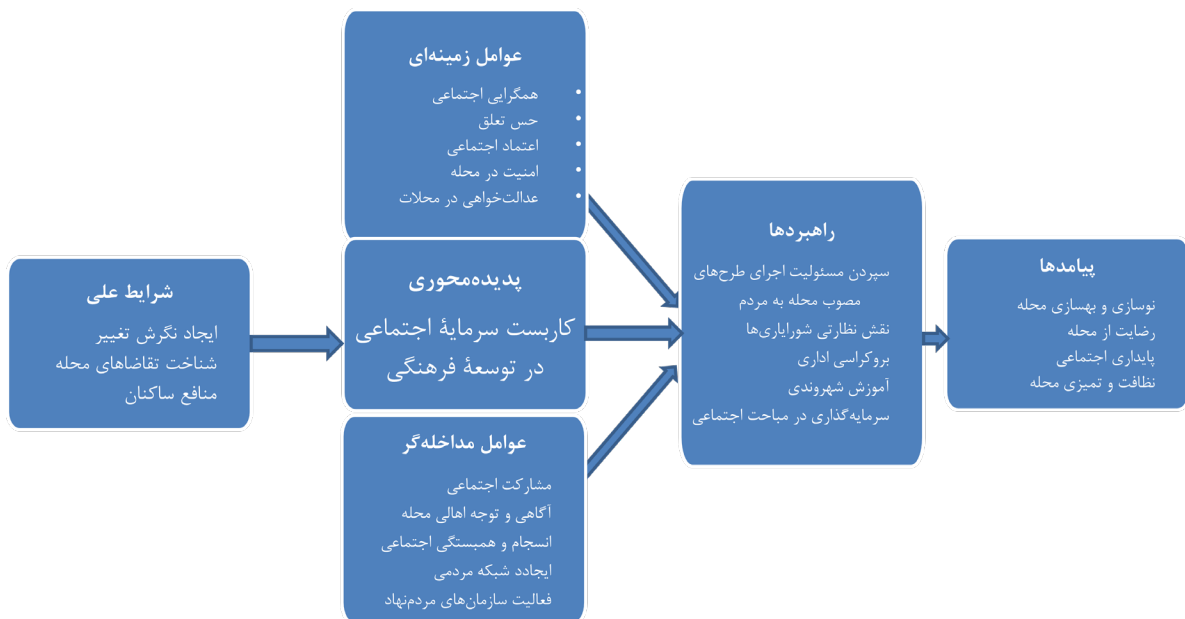 شرایط علی
ایجاد نگرش تغییر
شناخت تقاضاهای محله
منافع ساکنان
عوامل زمینه‌ای
• همگرایی اجتماعی
• حس تعلق
• اعتماد اجتماعی
• امنیت در محله
• عدالت‌خواهی در محلات
پدیده‌محوری
کاربست سرمایۀ اجتماعی
در توسعۀ فرهنگی
عوامل مداخله‌گر
مشارکت اجتماعی
آگاهی و توجه اهالی محله
انسجام و همبستگی اجتماعی
ایجادد شبکه مردمی
فعالیت سازمان‌های مردم‌نهاد
راهبردها
سپردن مسئولیت اجرای طرح‌های
مصوب محله به مردم
نقش نظارتی شورایاری‌ها
بروکراسی اداری
آموزش شهروندی
سرمایه‌گذاری در مباحث اجتماعی
پیامدها
نوسازی و بهسازی محله
رضایت از محله
پایداری اجتماعی
نظافت و تمیزی محله